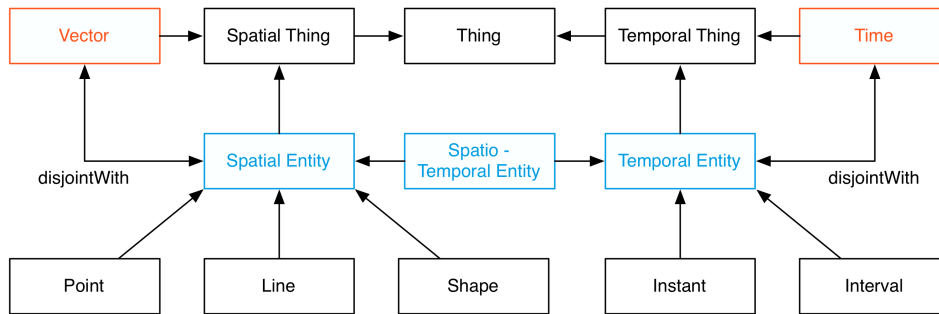 Vector
Spatial Thing
Thing
Temporal Thing
Time
Spatial Entity
Spatio -
Temporal Entity
Temporal Entity
disjointWith
disjointWith
Point
Line
Shape
Instant
Interval